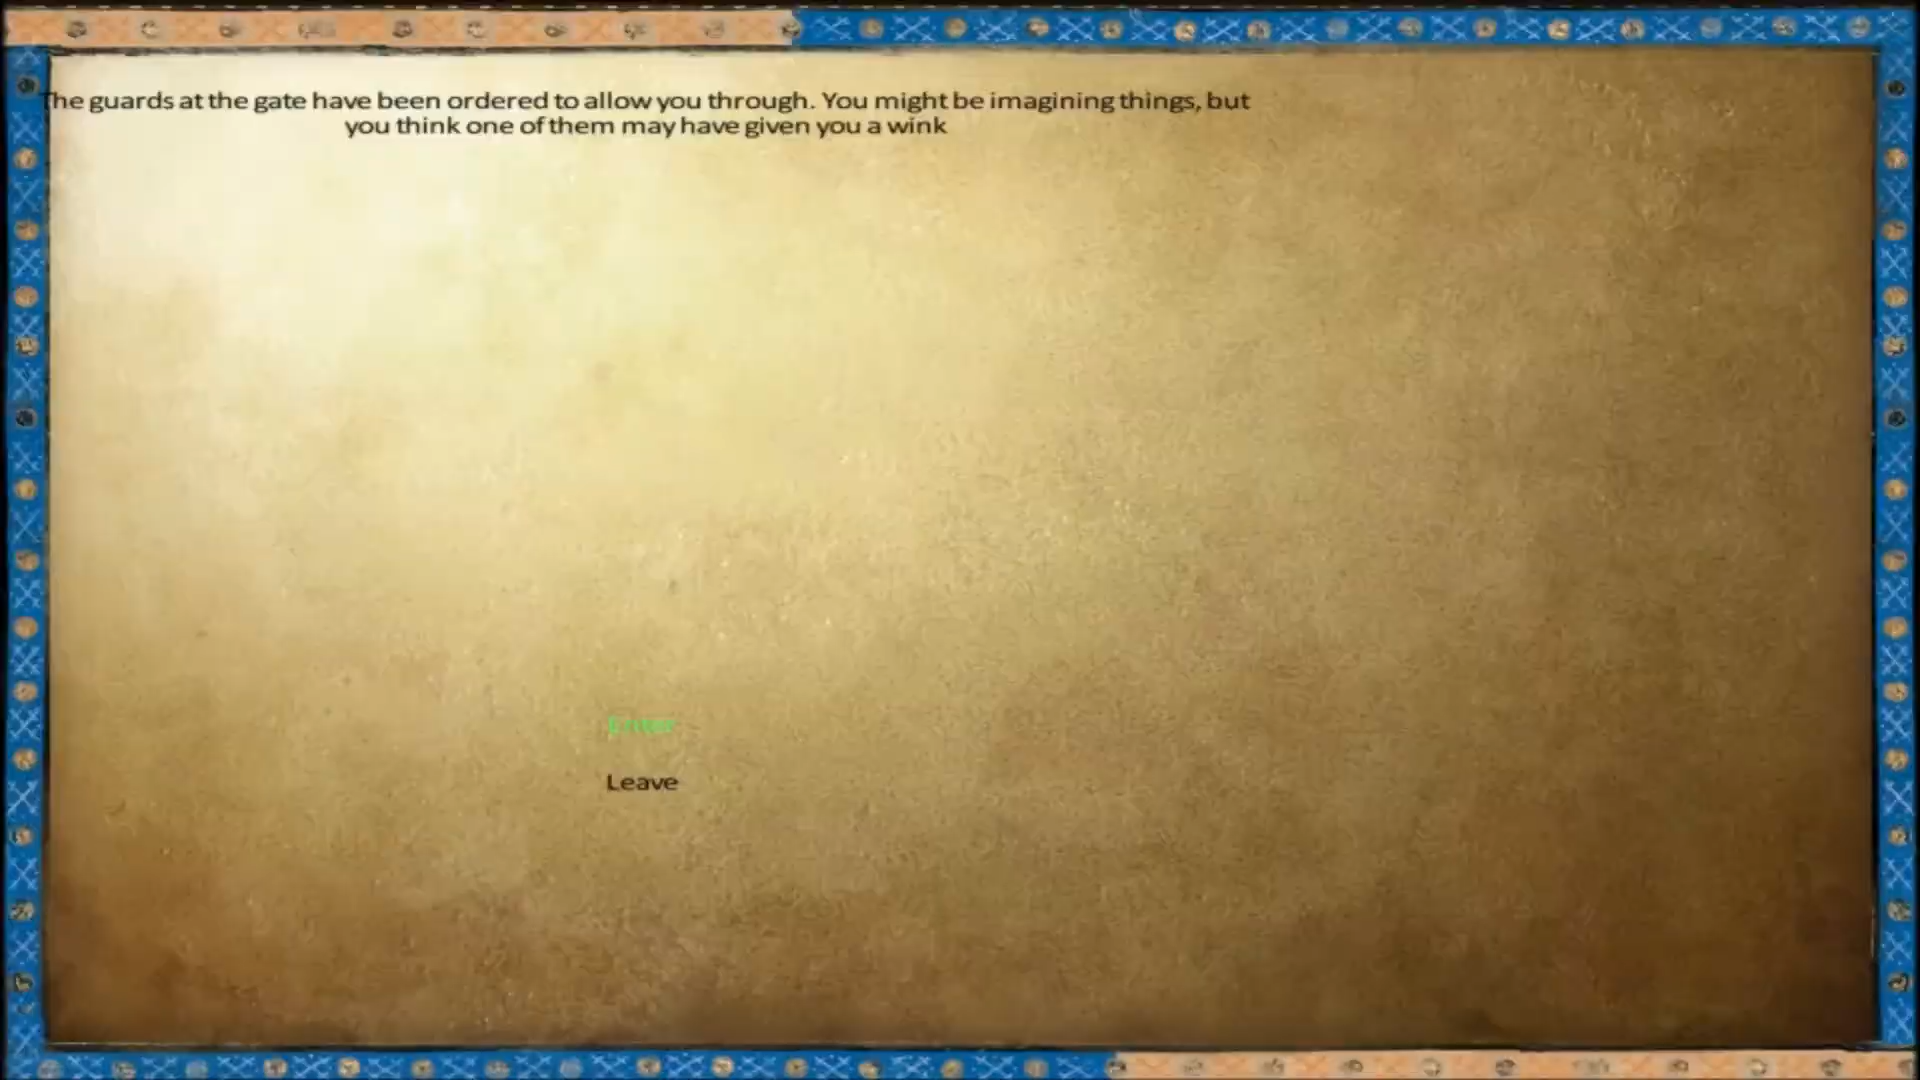 The guards at the gate have been ordered to allow you through. You might be imagining things, but
you think one of them may have given you a wink
Enter
Leave